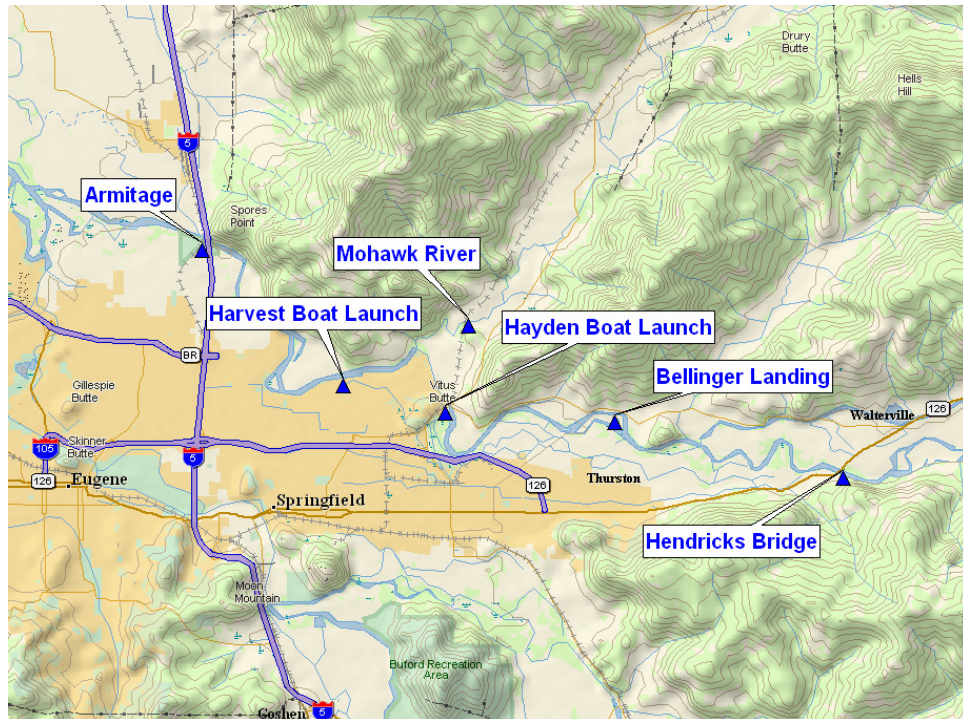 Drury
Butte
Hells
Hill
5
Armitage
Spores
Point
Mohawk River
Harvest Boat Launch
Hayden Boat Launch
BR
Bellinger Landing
Gillespie
Butte
Vitus
Butte
Walterville
126
Skinner
Butte
105
5
126
Eugene
Thurston
126
Springfield
Hendricks Bridge
Moon
Mountain
Buford Recreation
Area
Goshen
5